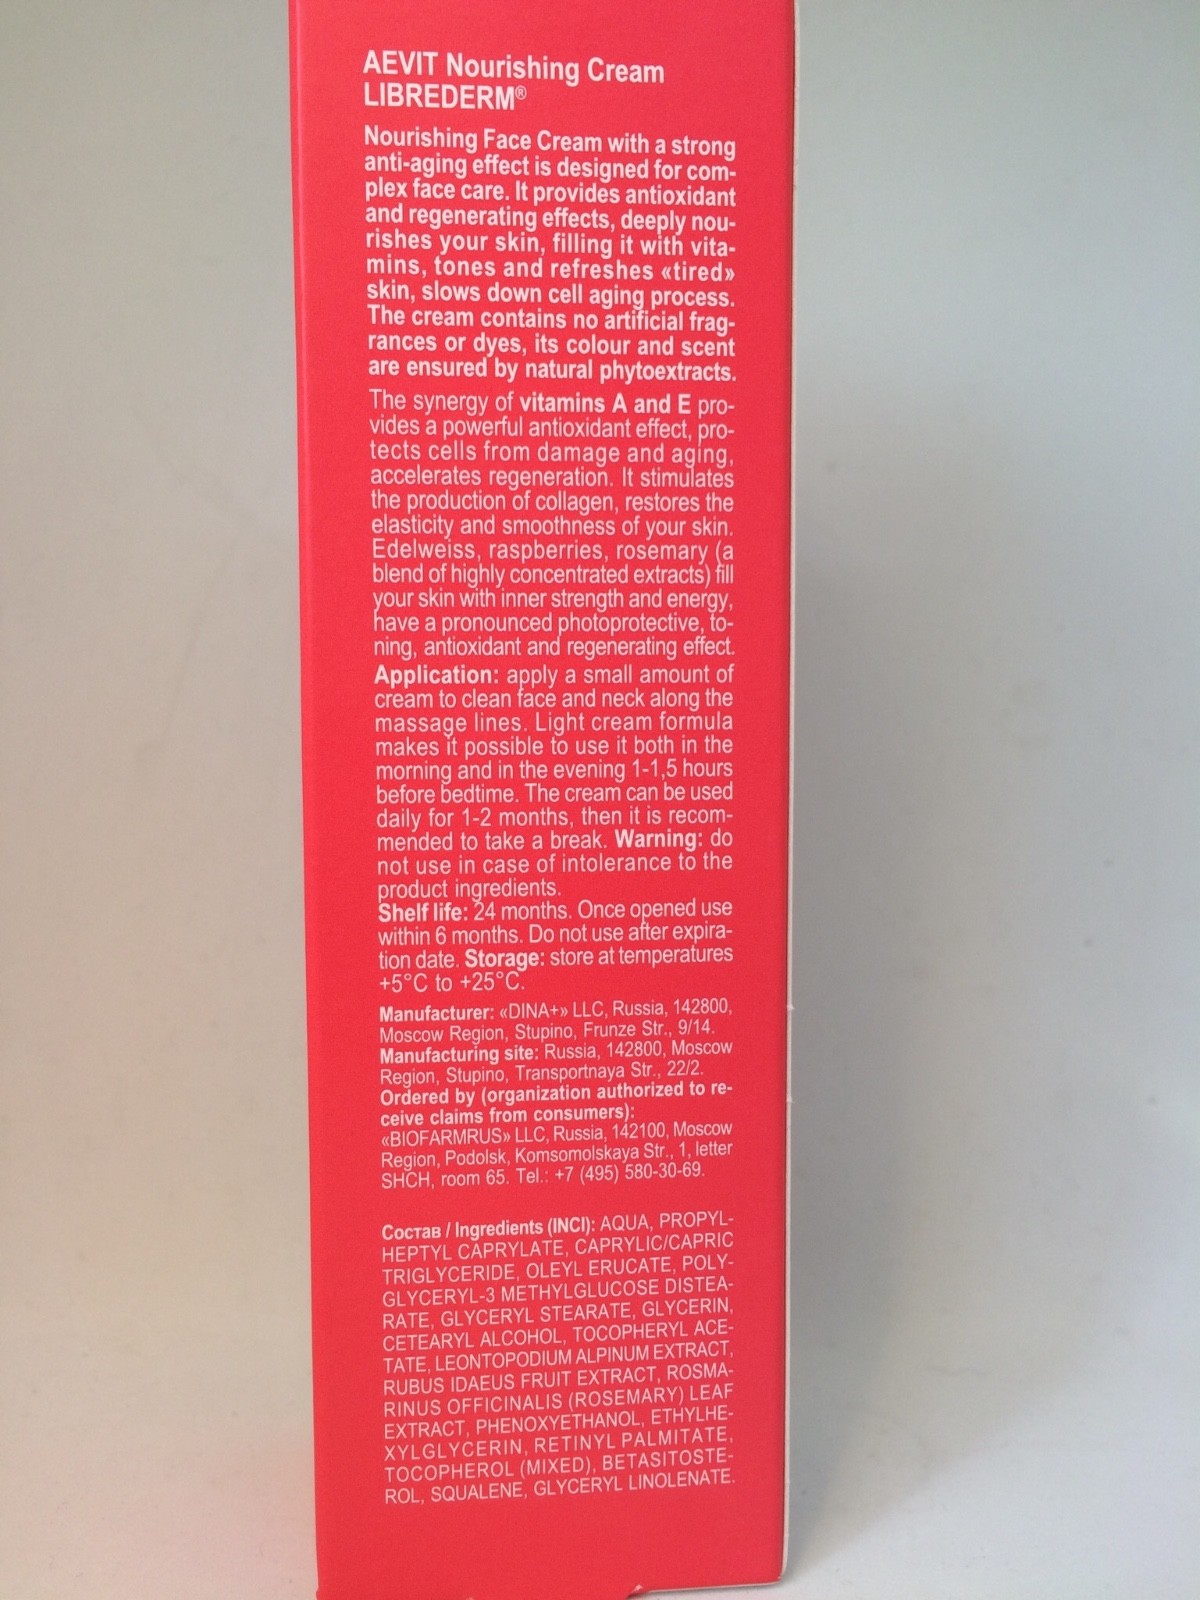 AEVIT Nourishing Cream
LIBREDERM®
Nourishing Face Cream with a strong
anti-aging effect is designed for com-
plex face care. It provides antioxidant
and regenerating effects, deeply nou-
rishes your skin, filling it with vita-
mins, tones and refreshes «tired»
skin, slows down cell aging process.
The cream contains no artificial frag-
rances or dyes, its colour and scent
are ensured by natural phytoextracts.
The synergy of vitamins A and E pro-
vides a powerful antioxidant effect, pro-
tects cells from damage and aging,
accelerates regeneration. It stimulates
the production of collagen, restores the
elasticity and smoothness of your skin.
Edelweiss, raspberries, rosemary (a
blend of highly concentrated extracts) fill
your skin with inner strength and energy,
have a pronounced photoprotective, to-
ning, antioxidant and regenerating effect.
Application: apply a small amount of
cream to clean face and neck along the
massage lines. Light cream formula
makes it possible to use it both in the
morning and in the evening 1-1,5 hours
before bedtime. The cream can be used
daily for 1-2 months, then it is recom-
mended to take a break. Warning: do
not use in case of intolerance to the
product ingredients.
Shelf life: 24 months. Once opened use
within 6 months. Do not use after expira-
tion date. Storage: store at temperatures
+5°C to +25°C.
Manufacturer: «DINA+» LLC, Russia, 142800,
Moscow Region, Stupino, Frunze Str., 9/14.
Manufacturing site: Russia, 142800, Moscow
Region, Stupino, Transportnaya Str., 22/2.
Ordered by (organization authorized to re-
ceive claims from consumers):
«BIOFARMRUS» LLC, Russia, 142100, Moscow
Region, Podolsk, Komsomolskaya Str., 1, letter
SHCH, room 65. Tel.: +7 (495) 580-30-69.
Состав / Ingredients (INCI): AQUA, PROPYL-
HEPTYL CAPRYLATE, CAPRYLIC/CAPRIC
TRIGLYCERIDE, OLEYL ERUCATE, POLY-
GLYCERYL-3 METHYLGLUCOSE DISTEA-
RATE, GLYCERYL STEARATE, GLYCERIN,
CETEARYL ALCOHOL, TOCOPHERYL ACE-
TATE, LEONTOPODIUM ALPINUM EXTRACT,
RUBUS IDAEUS FRUIT EXTRACT, ROSMA-
RINUS OFFICINALIS (ROSEMARY) LEAF
EXTRACT, PHENOXYETHANOL, ETHYLHE-
XYLGLYCERIN, RETINYL PALMITATE,
TOCOPHEROL (MIXED), BETASITOSTE-
ROL, SQUALENE, GLYCERYL LINOLENATE.